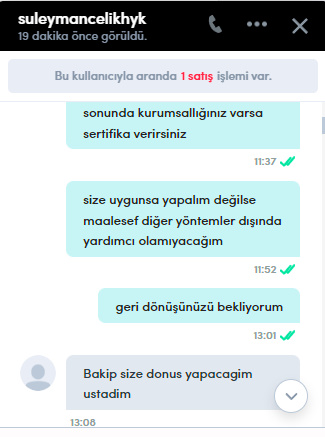 suleymancelikhyk
19 dakika önce görüldü.
Bu kullanıcıyla aranda 1 satış işlemi var.
sonunda kurumsallığınız varsa
sertifika verirsiniz
11:37
size uygunsa yapalım değilse
maalesef diğer yöntemler dışında
yardımcı olamıyacağım
11:52
geri dönüşünüzü bekliyorum
13:01
Bakip size donus yapacagim
ustadim
13:08